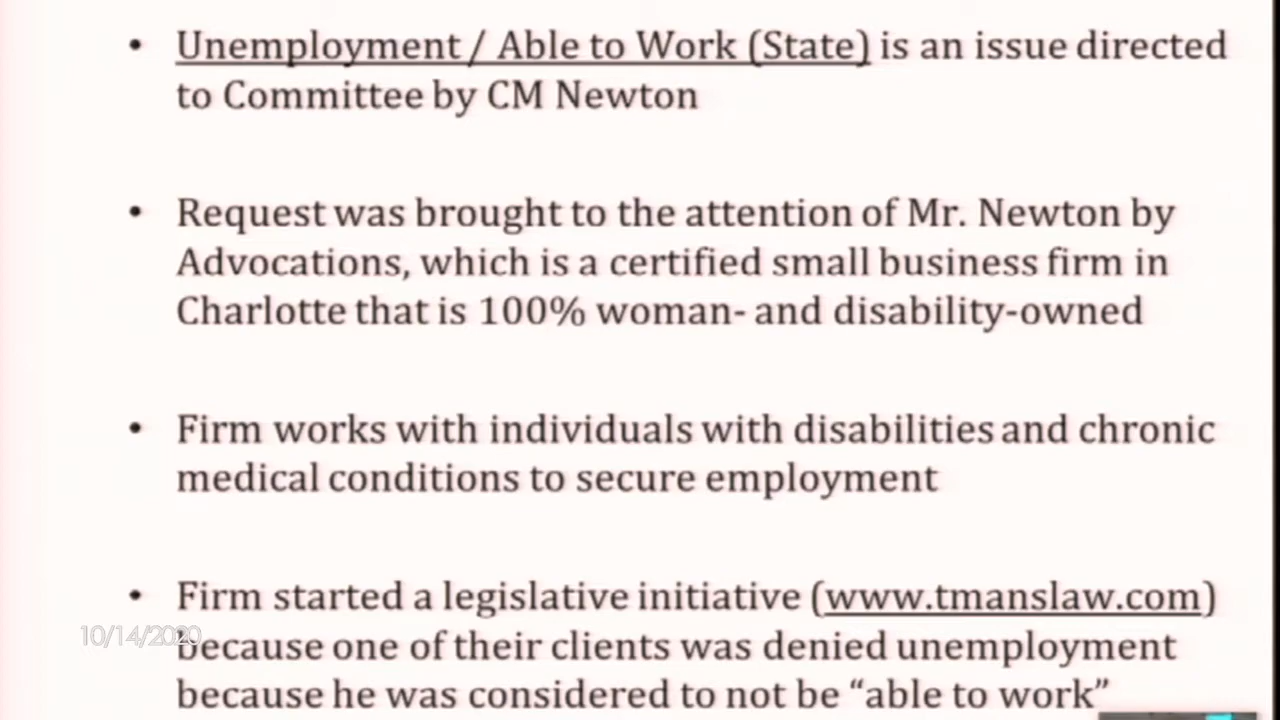 • Unemployment / Able to Work (State) is an issue directed
to Committee by CM Newton
• Request was brought to the attention of Mr. Newton by
Advocations, which is a certified small business firm in
Charlotte that is 100% woman- and disability-owned
• Firm works with individuals with disabilities and chronic
medical conditions to secure employment
• Firm started a legislative initiative (www.tmanslaw.com)
10/14/2020
because one of their clients was denied unemployment
because he was considered to not be “able to work”